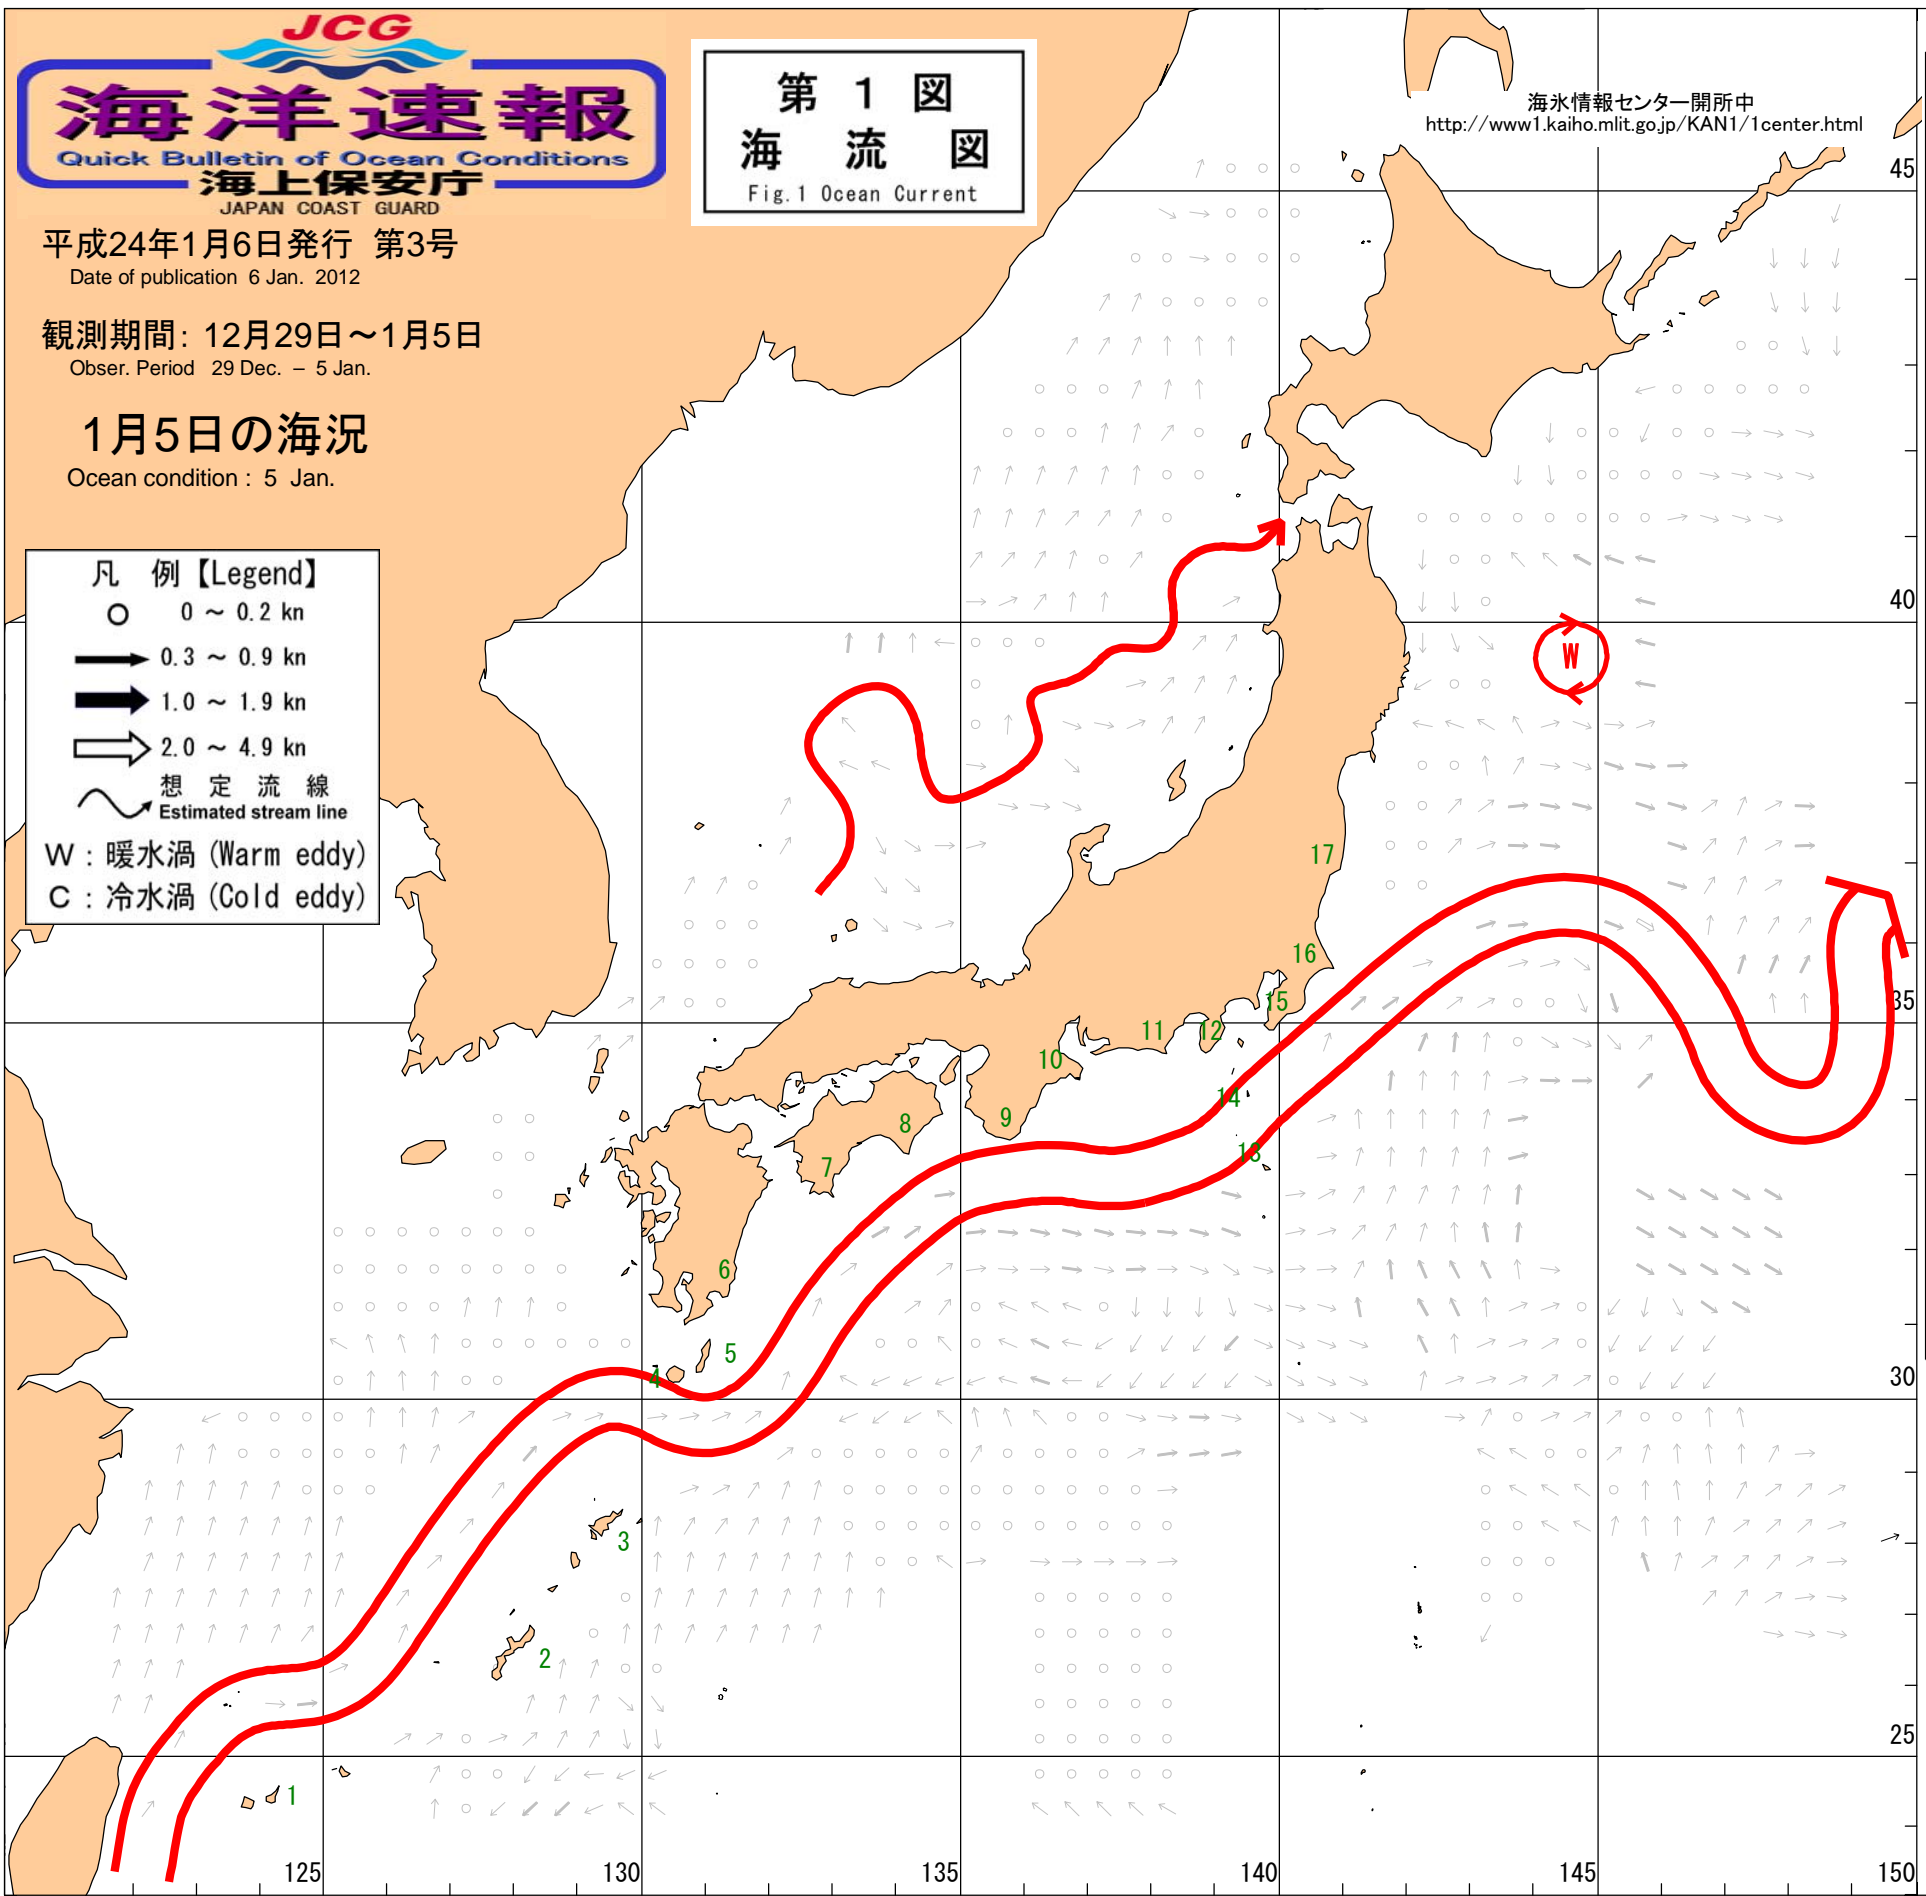 JCG
海洋速報
Quick Bulletin of Ocean Conditions
海上保安庁
JAPAN COAST GUARD
第 1 図
海 流 図
Fig.1 Ocean Current
海氷情報センター開所中
http://www1.kaiho.mlit.go.jp/KAN1/1center.html
平成24年1月6日発行 第3号
Date of publication 6 Jan. 2012
観測期間: 12月29日～1月5日
Obser. Period 29 Dec. – 5 Jan.
1月5日の海況
Ocean condition : 5 Jan.
凡 例【Legend】
0 ～ 0.2 kn
0.3 ～ 0.9 kn
1.0 ～ 1.9 kn
2.0 ～ 4.9 kn
想 定 流 線
Estimated stream line
W : 暖水渦 (Warm eddy)
C : 冷水渦 (Cold eddy)
45
40
W
17
16
35
15
12
11
10
14
9
8
13
7
6
5
4
30
3
2
25
1
125
130
135
140
145
150